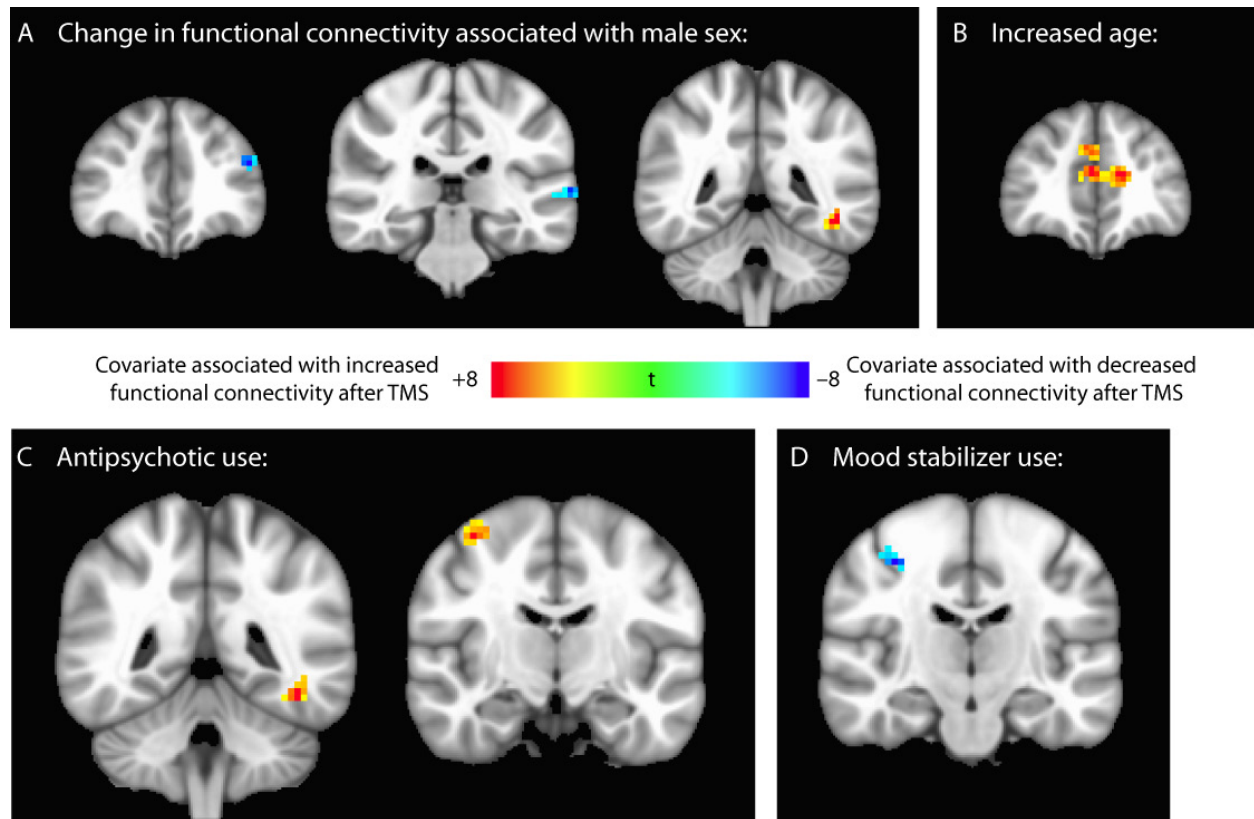 A Change in functional connectivity associated with male sex:
B Increased age:
Covariate associated with increased
functional connectivity after TMS
+8
t
–8
Covariate associated with decreased
functional connectivity after TMS
C Antipsychotic use:
D Mood stabilizer use: